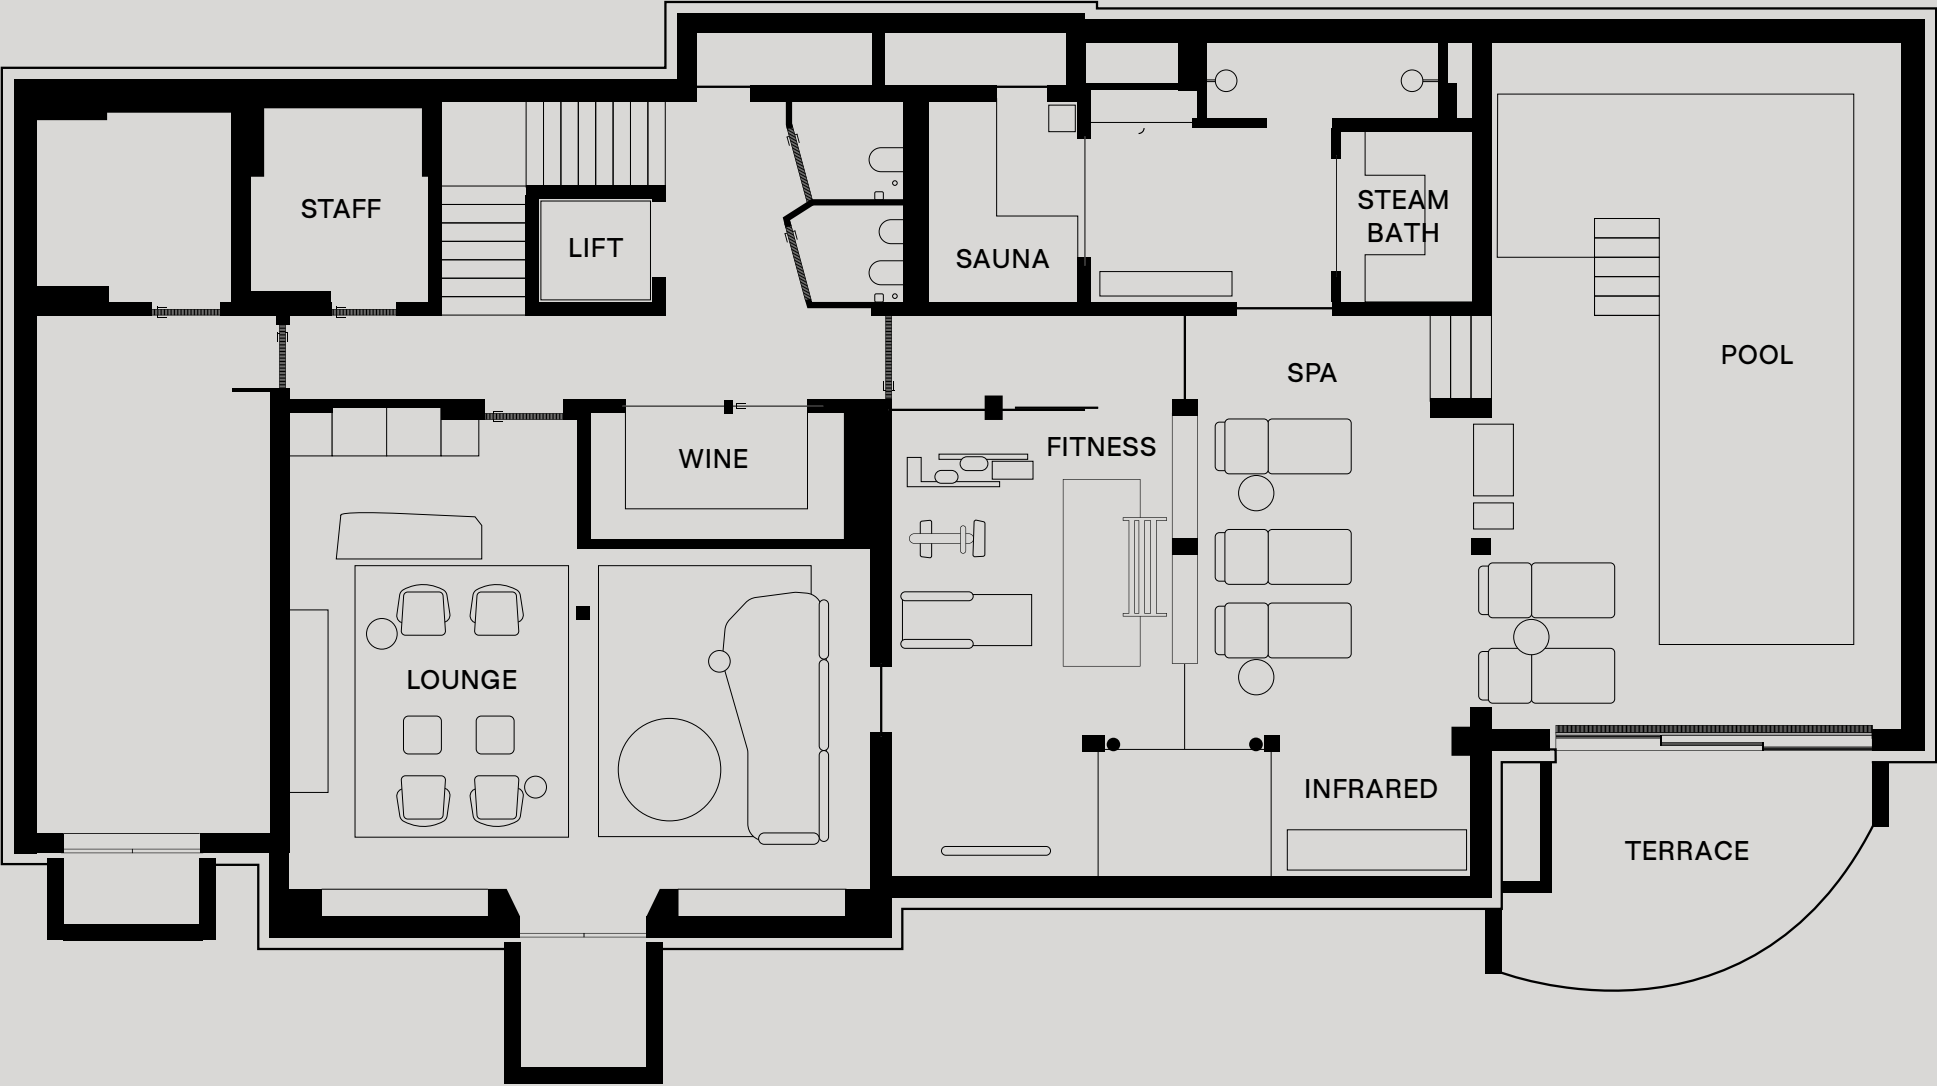 STAFF
LIFT
SAUNA
STEAM
BATH
POOL
SPA
WINE
FITNESS
LOUNGE
INFRARED
TERRACE